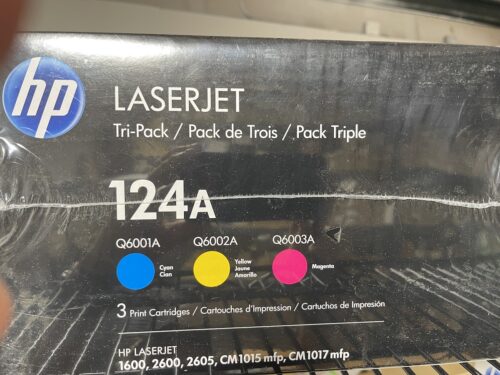 hp
LASERJET
Tri-Pack / Pack de Trois / Pack Triple
124A
Q6001A Q6002A Q6003A
Cyan
Cian
Yellow
Jaune
Amarillo
Magenta
3 Print Cartridges / Cartouches d'Impression / Cartuchos de Impresión
HP LASERJET
1600, 2600, 2605, CM1015 mfp, CM1017 mfp